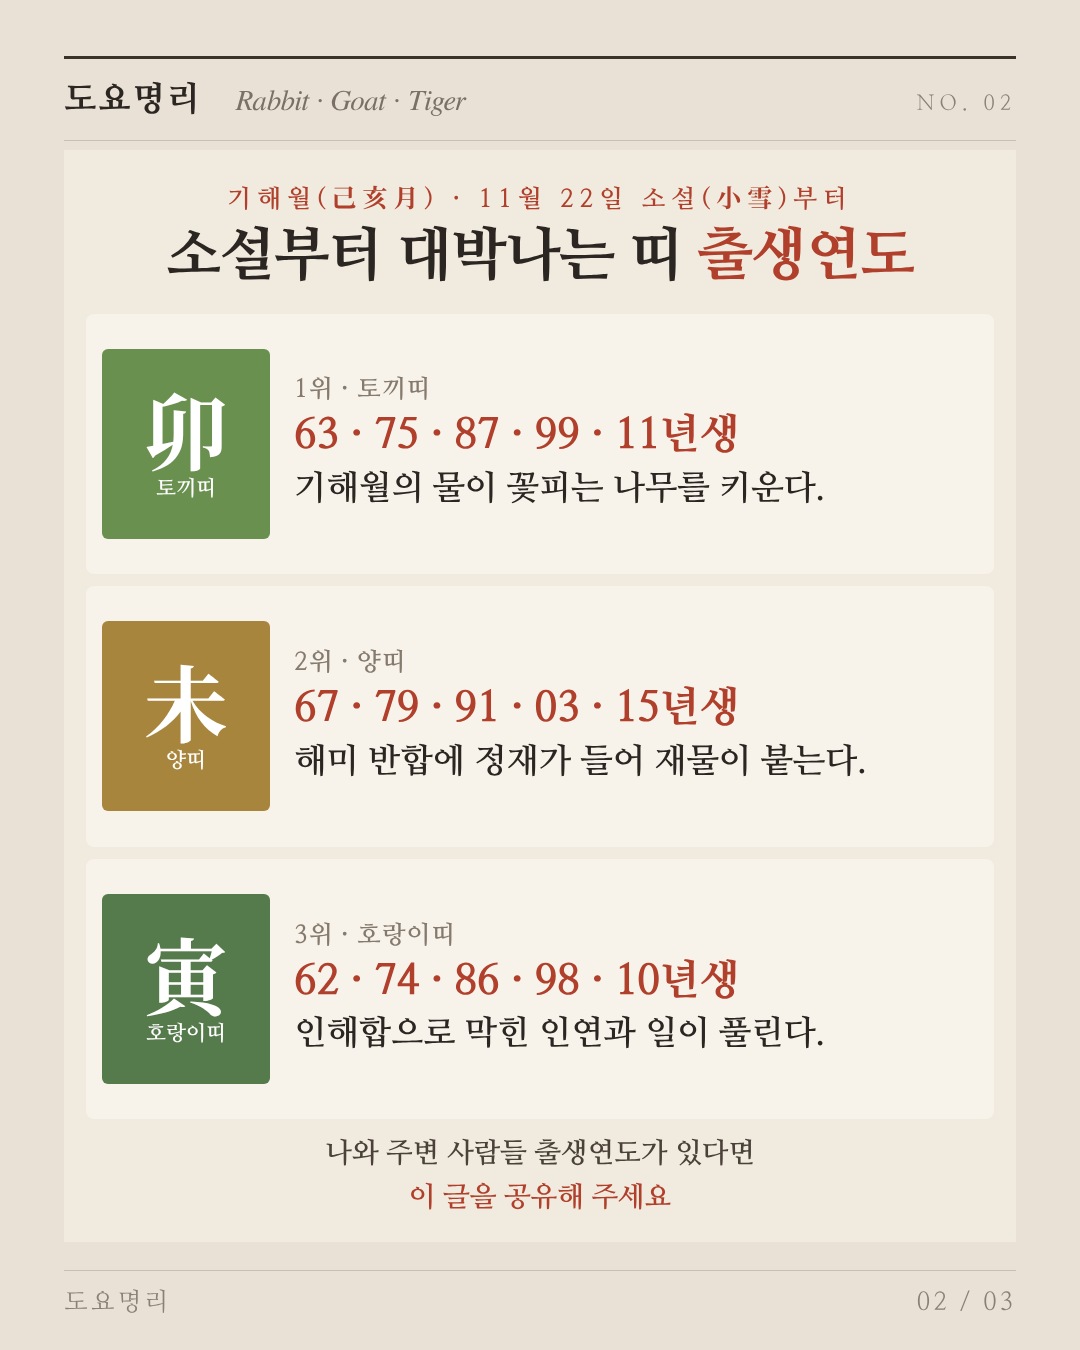 도요명리 Rabbit · Goat · Tiger NO. 02
기해월(己亥月) · 11월 22일 소설(小雪)부터
소설부터 대박나는 띠 출생연도
卯
토끼띠
1위 · 토끼띠
63 · 75 · 87 · 99 · 11년생
기해월의 물이 꽃피는 나무를 키운다.
未
양띠
2위 · 양띠
67 · 79 · 91 · 03 · 15년생
해미 반합에 정재가 들어 재물이 붙는다.
寅
호랑이띠
3위 · 호랑이띠
62 · 74 · 86 · 98 · 10년생
인해합으로 막힌 인연과 일이 풀린다.
나와 주변 사람들 출생연도가 있다면
이 글을 공유해 주세요
도요명리 02 / 03